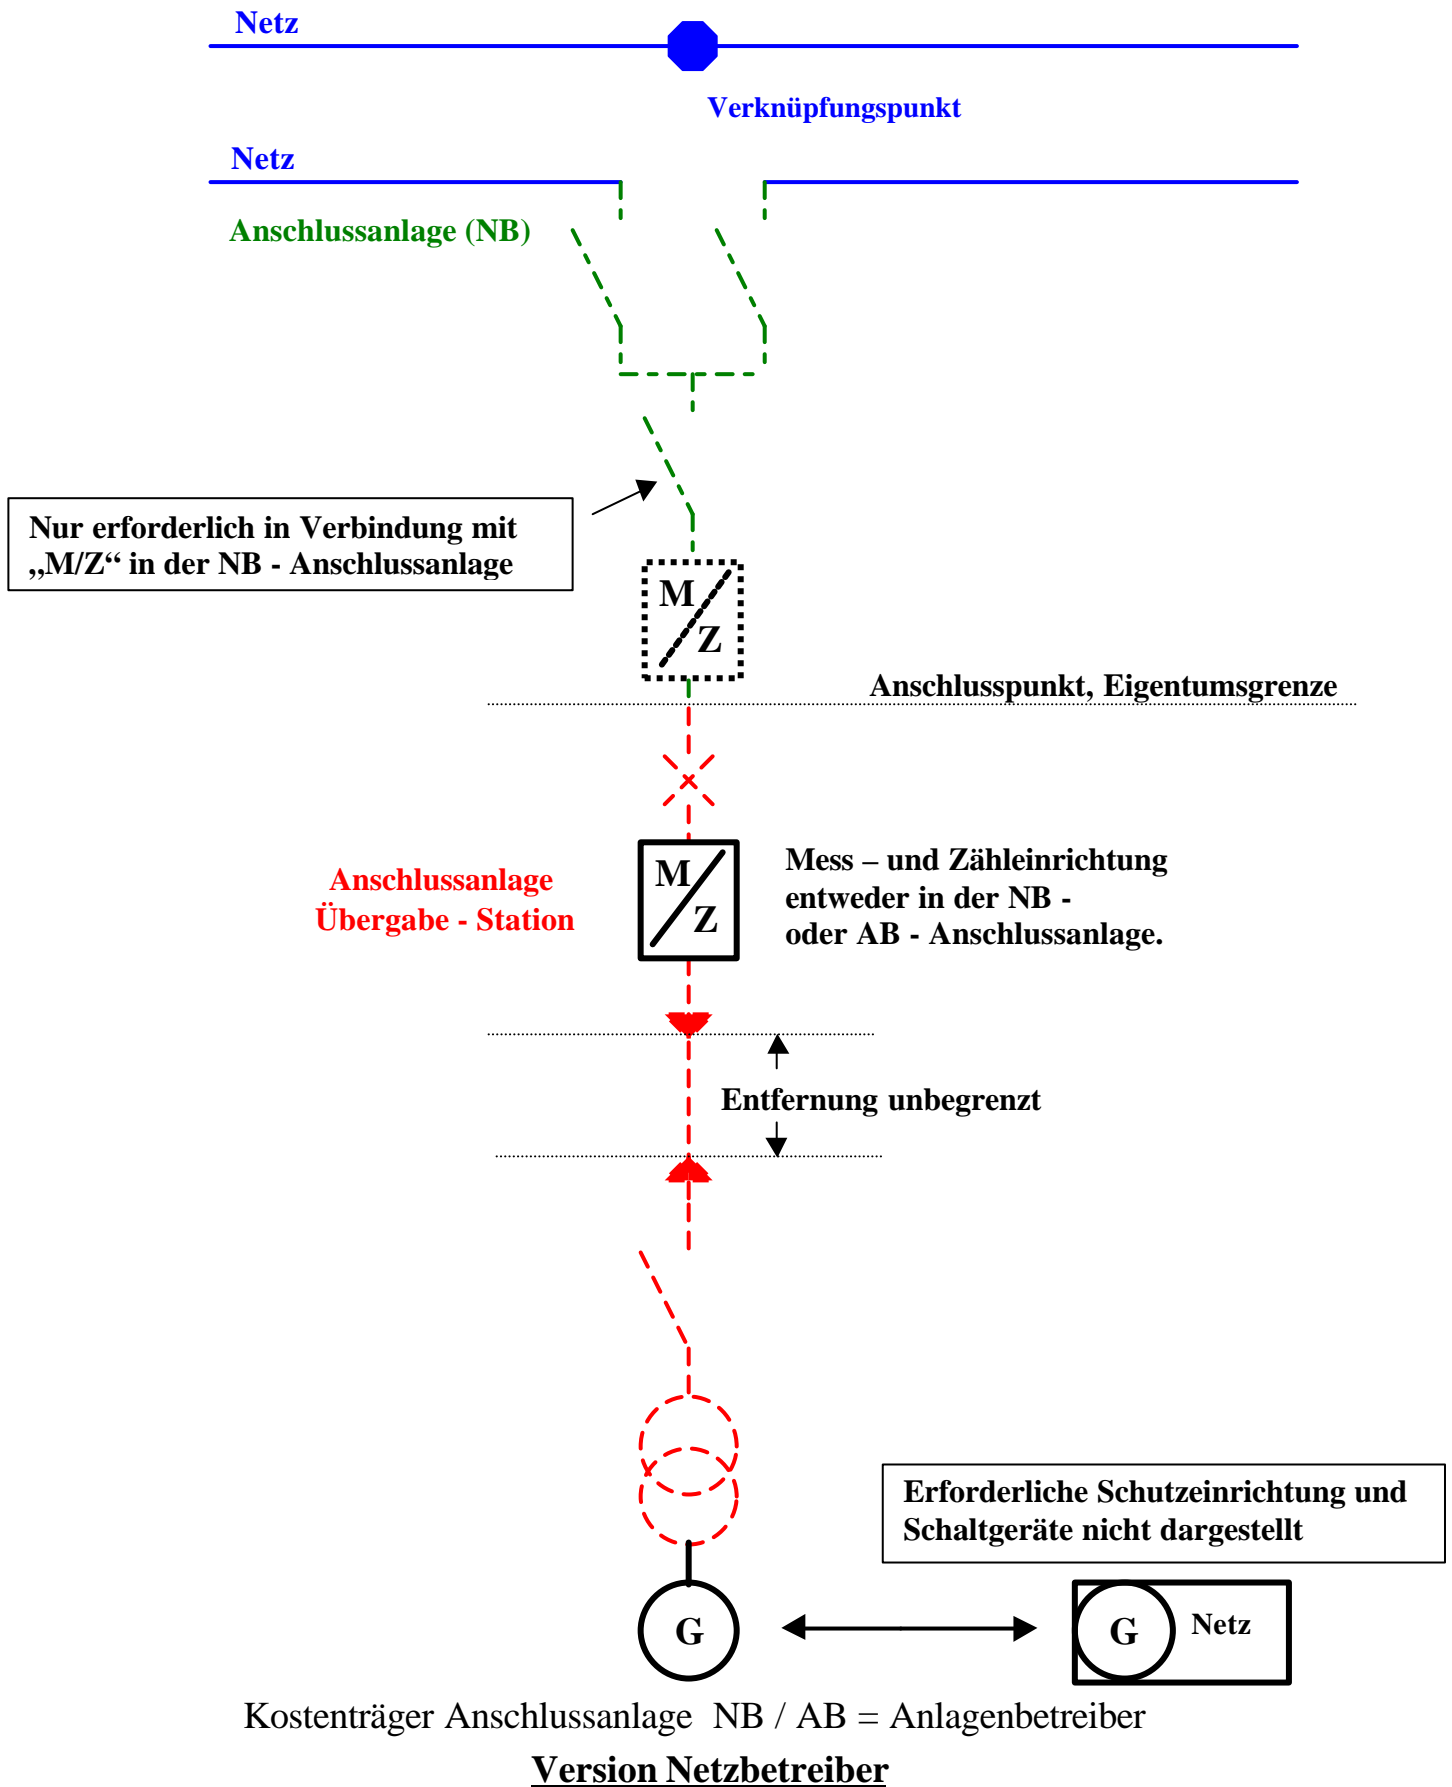 Netz
Verknüpfungspunkt
Netz
Anschlussanlage (NB)
Nur erforderlich in Verbindung mit
„M/Z“ in der NB - Anschlussanlage
M
Z
Anschlusspunkt, Eigentumsgrenze
Anschlussanlage
Übergabe - Station
M
Z
Mess – und Zähleinrichtung
entweder in der NB -
oder AB - Anschlussanlage.
Entfernung unbegrenzt
Erforderliche Schutzeinrichtung und
Schaltgeräte nicht dargestellt
G
G
Netz
Kostenträger Anschlussanlage NB / AB = Anlagenbetreiber
Version Netzbetreiber